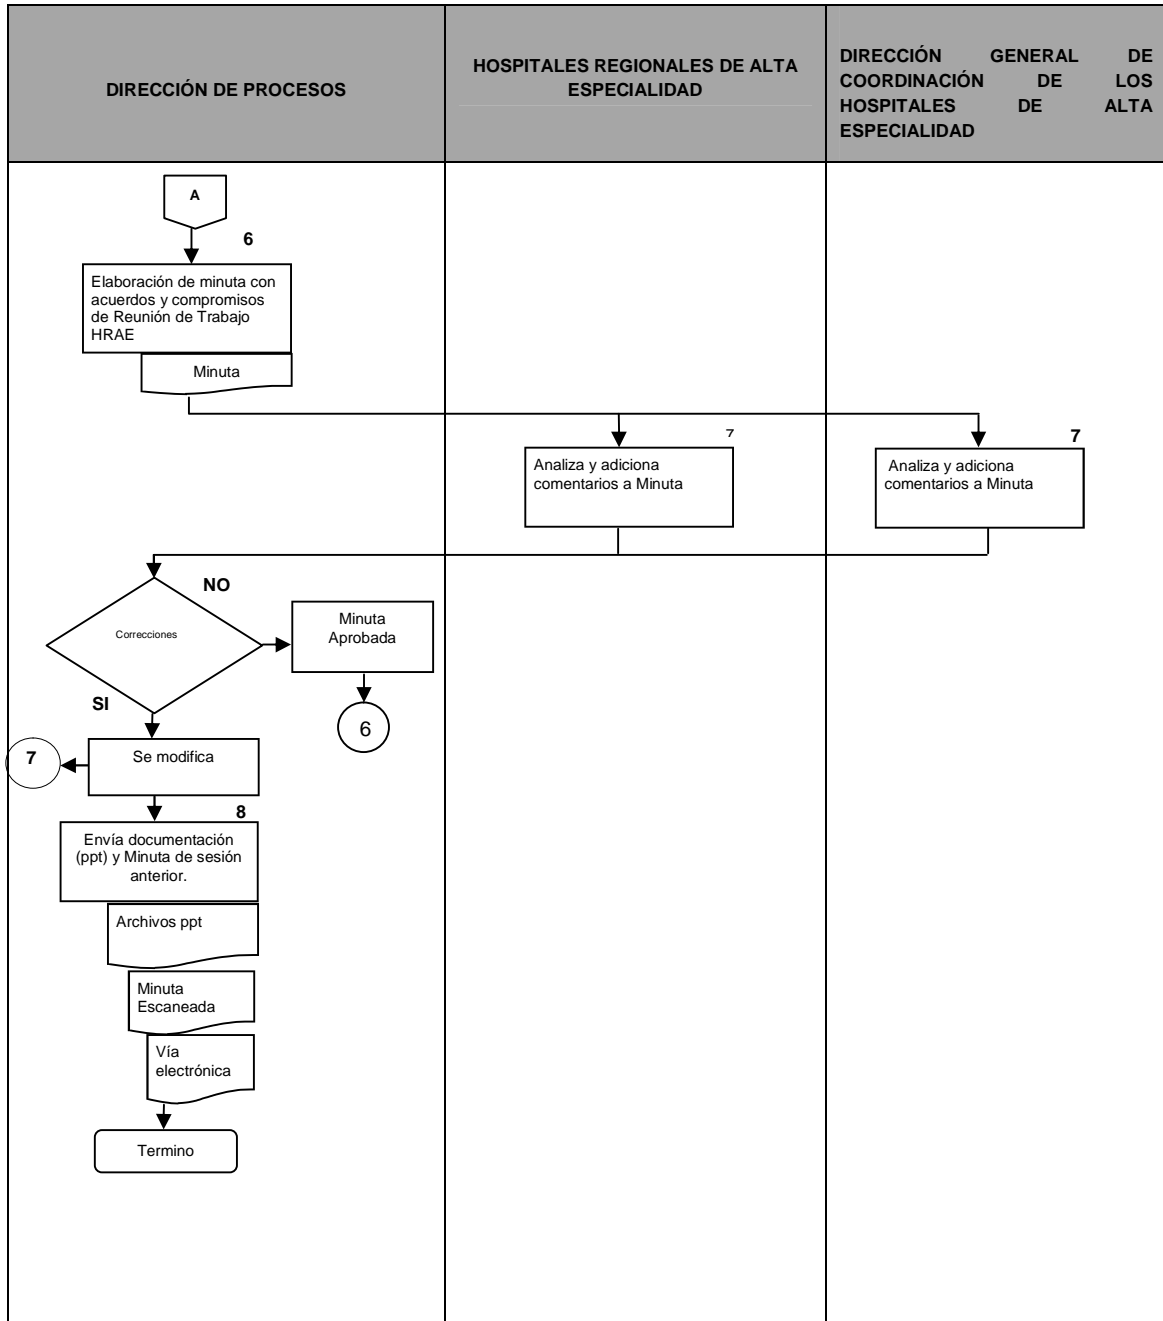 DIRECCIÓN DE PROCESOS
HOSPITALES REGIONALES DE ALTA
ESPECIALIDAD
DIRECCIÓN GENERAL DE
COORDINACIÓN DE LOS
HOSPITALES DE ALTA
ESPECIALIDAD
A
6
Elaboración de minuta con
acuerdos y compromisos
de Reunión de Trabajo
HRAE
Minuta
7
Analiza y adiciona
comentarios a Minuta
7
Analiza y adiciona
comentarios a Minuta
NO
Correcciones
Minuta
Aprobada
SI
6
7
Se modifica
8
Envía documentación
(ppt) y Minuta de sesión
anterior.
Archivos ppt
Minuta
Escaneada
Vía
electrónica
Termino